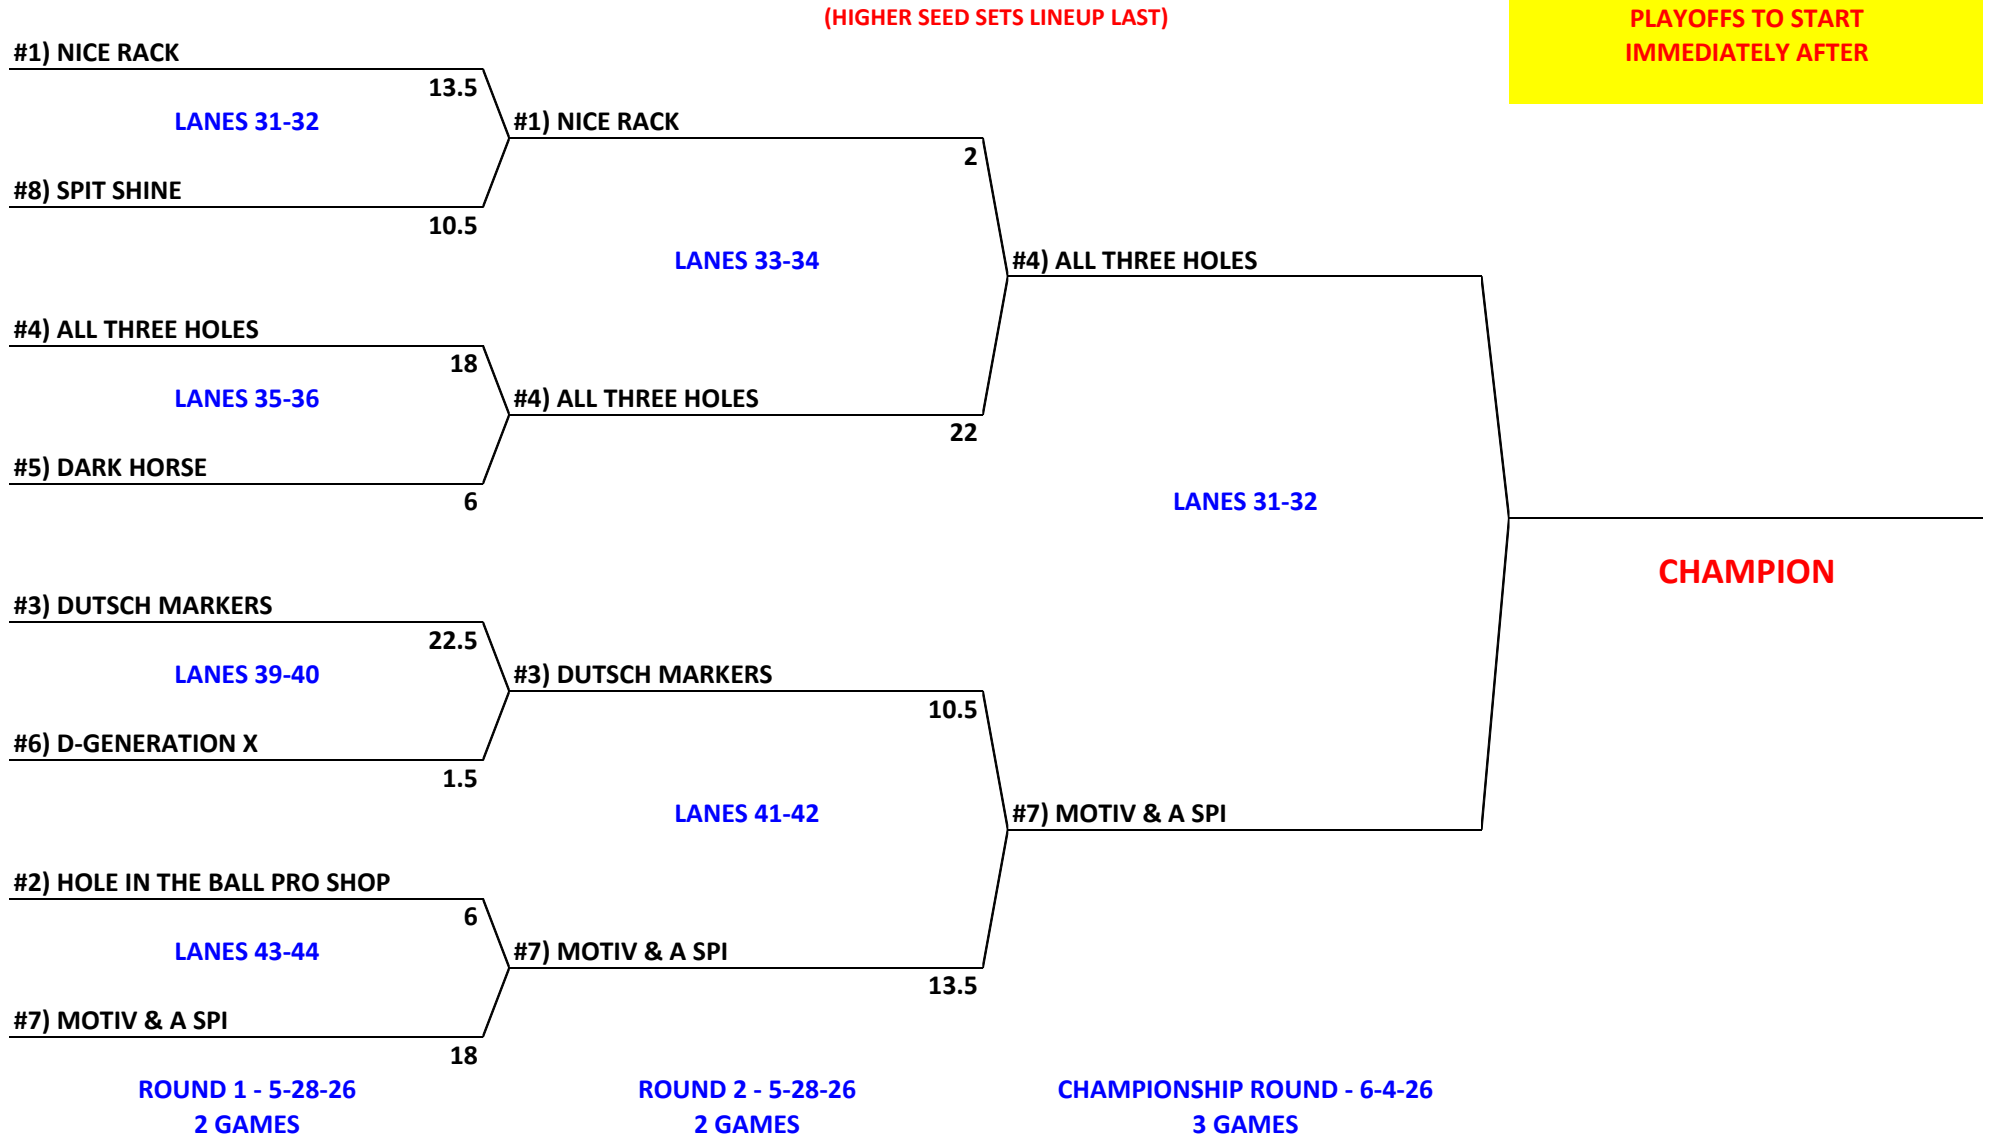 (HIGHER SEED SETS LINEUP LAST)
PLAYOFFS TO START
IMMEDIATELY AFTER
#1) NICE RACK
13.5
LANES 31-32
#1) NICE RACK
2
#8) SPIT SHINE
10.5
LANES 33-34
#4) ALL THREE HOLES
#4) ALL THREE HOLES
18
LANES 35-36
#4) ALL THREE HOLES
22
#5) DARK HORSE
6
LANES 31-32
CHAMPION
#3) DUTSCH MARKERS
22.5
LANES 39-40
#3) DUTSCH MARKERS
10.5
#6) D-GENERATION X
1.5
LANES 41-42
#7) MOTIV & A SPI
#2) HOLE IN THE BALL PRO SHOP
6
LANES 43-44
#7) MOTIV & A SPI
13.5
#7) MOTIV & A SPI
18
ROUND 1 - 5-28-26
2 GAMES
ROUND 2 - 5-28-26
2 GAMES
CHAMPIONSHIP ROUND - 6-4-26
3 GAMES